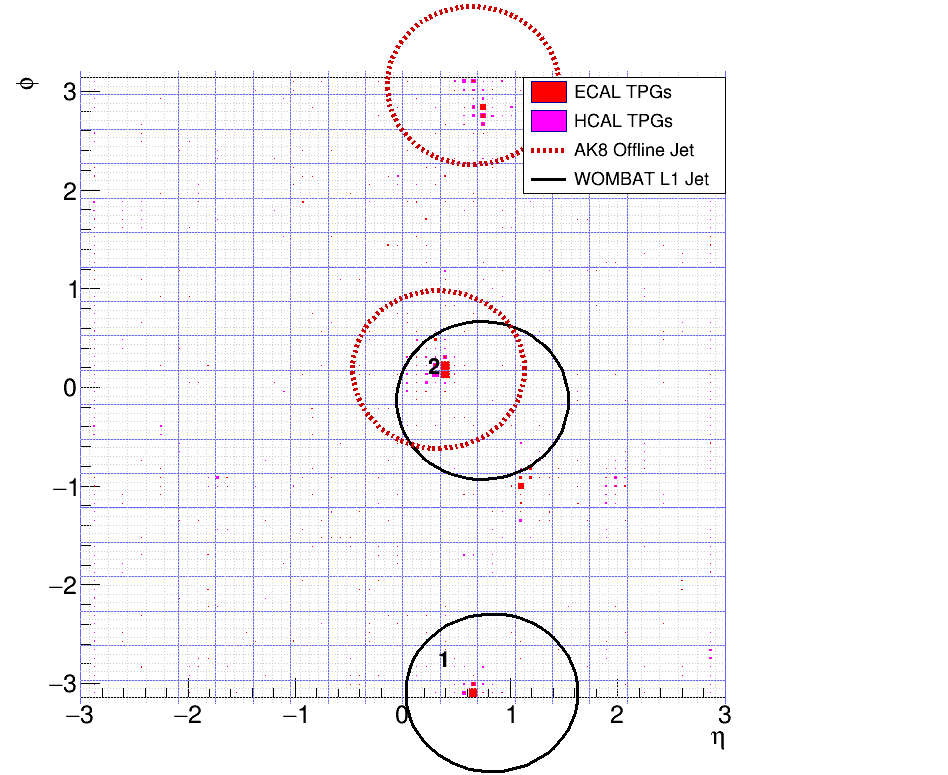 ϕ
3
2
1
0
−1
−2
−3
ECAL TPGs
HCAL TPGs
AK8 Offline Jet
WOMBAT L1 Jet
2
1
−3 −2 −1 0 1 2 3
η